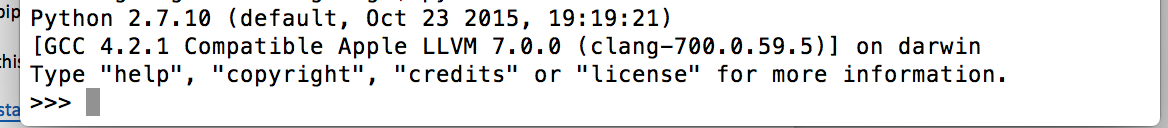 Python 2.7.10 (default, Oct 23 2015, 19:19:21)
[GCC 4.2.1 Compatible Apple LLVM 7.0.0 (clang-700.0.59.5)] on darwin
Type "help", "copyright", "credits" or "license" for more information.
>>>